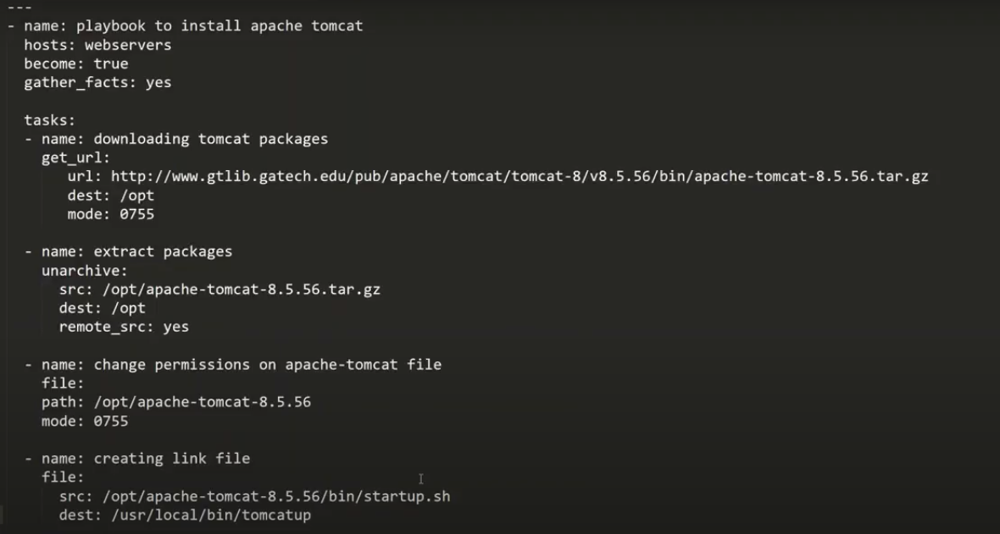 ---
- name: playbook to install apache tomcat
  hosts: webservers
  become: true
  gather_facts: yes

  tasks:
  - name: downloading tomcat packages
    get_url:
       url: http://www.gtlib.gatech.edu/pub/apache/tomcat/tomcat-8/v8.5.56/bin/apache-tomcat-8.5.56.tar.gz
       dest: /opt
       mode: 0755

  - name: extract packages
    unarchive:
      src: /opt/apache-tomcat-8.5.56.tar.gz
      dest: /opt
      remote_src: yes

  - name: change permissions on apache-tomcat file
    file:
    path: /opt/apache-tomcat-8.5.56
    mode: 0755

  - name: creating link file
    file:
      src: /opt/apache-tomcat-8.5.56/bin/startup.sh
      dest: /usr/local/bin/tomcatup